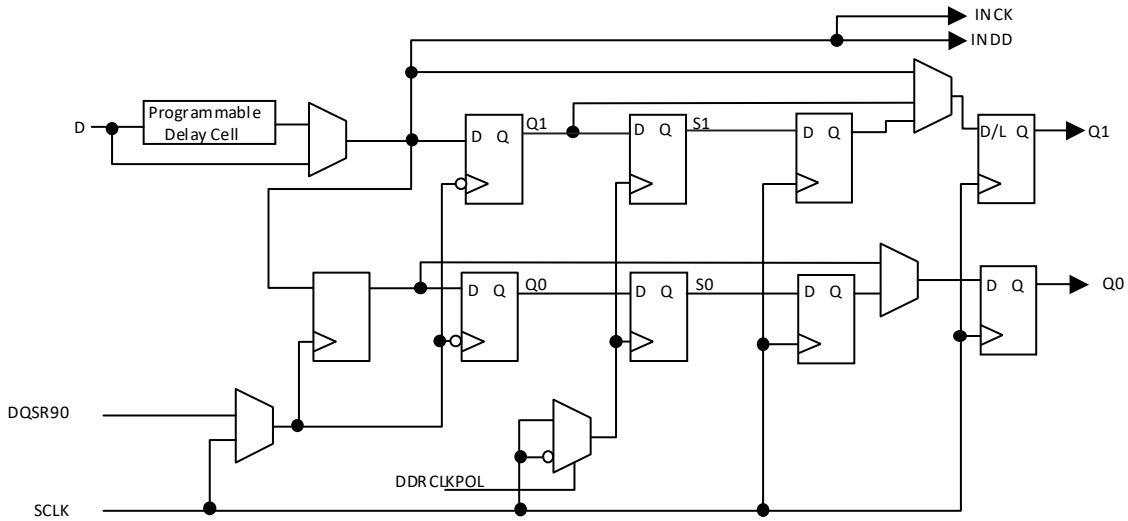 INCK
INDD
Programmable
Delay Cell
D
D Q
Q1
D Q
S1
D Q
D/L Q
Q1
D Q
Q0
D Q
S0
D Q
D Q
Q0
DQSR90
DDRCLKPOL
SCLK